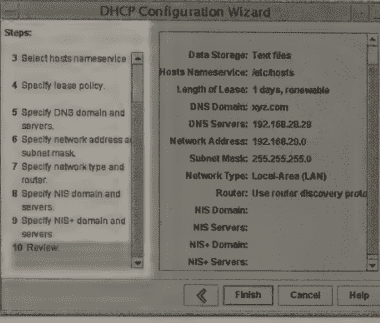 DHCP Configuration Wizard
Steps:
3 Select hosts nameservice
4 Specify lease policy.
5 Specify DNS domain and
servers.
6 Specify network address a
subnet mask.
7 Specify network type and
router.
8 Specify NIS domain and
servers.
9 Specify NIS+ domain and
servers
10 Review
Data Storage: Text files
Hosts Nameservice: /etc/hosts
Length of Lease: 1 days, renewable
DNS Domain: xyz.com
DNS Servers: 192.168.29.29
Network Address: 192.168.29.0
Subnet Mask: 255.255.255.0
Network Type: Local-Area (LAN)
Router: Use router discovery proto
NIS Domain:
NIS Servers:
NIS+ Domain:
NIS+ Servers:
Finish
Cancel
Help